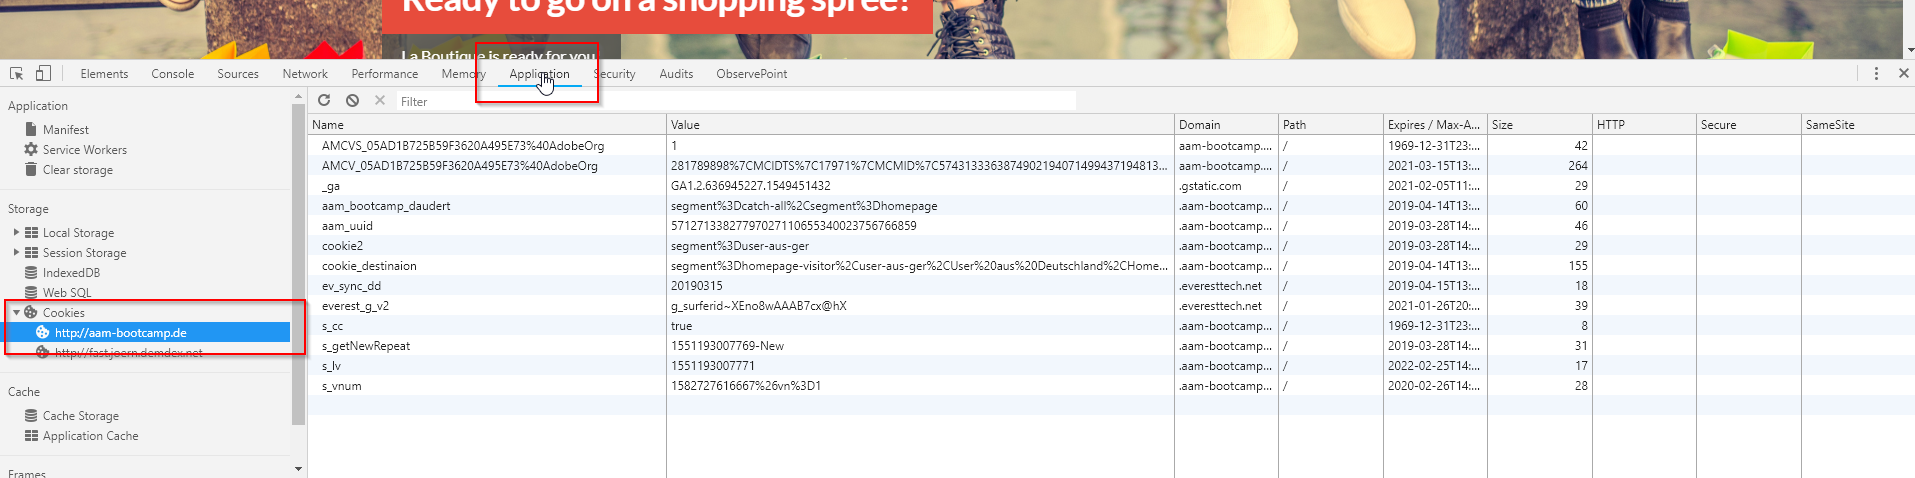 Ready to go on a shopping spree!
La Boutique is ready for you
Elements Console Sources Network Performance Memory Application Security Audits ObservePoint
Application
Manifest
Service Workers
Clear storage
Storage
Local Storage
Session Storage
IndexedDB
Web SQL
Cookies
http://aam-bootcamp.de
http://fast.joern.demdex.net
Cache
Cache Storage
Application Cache
Frames
Filter
Name Value Domain Path Expires / Max-A... Size HTTP Secure SameSite
AMCVS_05AD1B725B59F3620A495E73%40AdobeOrg 1 aam-bootcamp.... / 1969-12-31T23:... 42
AMCV_05AD1B725B59F3620A495E73%40AdobeOrg 281789898%7CMCIDTS%7C17971%7CMCMID%7C5743133363874902194071499437194813... aam-bootcamp.... / 2021-03-15T13:... 264
_ga GA1.2.636945227.1549451432 .gstatic.com / 2021-02-05T11:... 29
aam_bootcamp_daudert segment%3Dcatch-all%2Csegment%3Dhomepage .aam-bootcamp... / 2019-04-14T13:... 60
aam_uuid 57127133827797027110655340023756766859 .aam-bootcamp... / 2019-03-28T14:... 46
cookie2 segment%3Duser-aus-ger .aam-bootcamp... / 2019-03-28T14:... 29
cookie_destinaion segment%3Dhomepage-visitor%2Cuser-aus-ger%2CUser%20aus%20Deutschland%2CHome... .aam-bootcamp... / 2019-04-14T13:... 155
ev_sync_dd 20190315 .everesttech.net / 2019-04-15T13:... 18
everest_g_v2 g_surferid~XEno8wAAAB7cx@hX .everesttech.net / 2021-01-26T20:... 39
s_cc true .aam-bootcamp... / 1969-12-31T23:... 8
s_getNewRepeat 1551193007769-New .aam-bootcamp... / 2019-03-28T14:... 31
s_lv 1551193007771 .aam-bootcamp... / 2022-02-25T14:... 17
s_vnum 1582727616667%26vn%3D1 .aam-bootcamp... / 2020-02-26T14:... 28